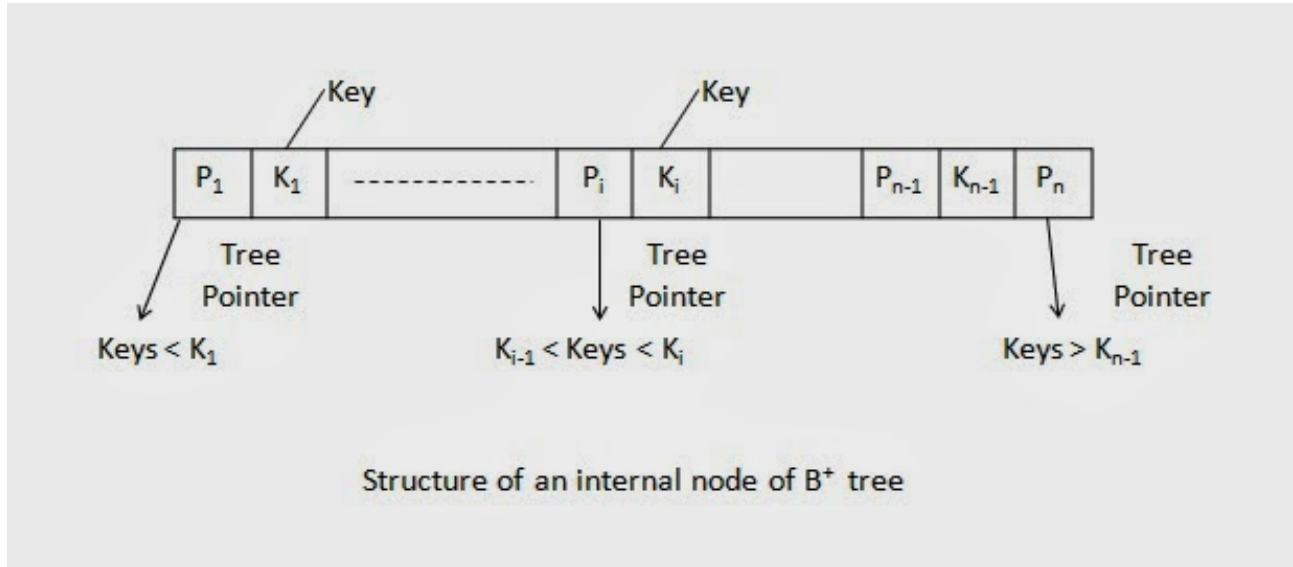 Key Key
P₁ K₁ ---------------- Pᵢ Kᵢ Pₙ₋₁ Kₙ₋₁ Pₙ
Tree Tree Tree
Pointer Pointer Pointer
Keys < K₁ Kᵢ₋₁ < Keys < Kᵢ Keys > Kₙ₋₁
Structure of an internal node of B⁺ tree